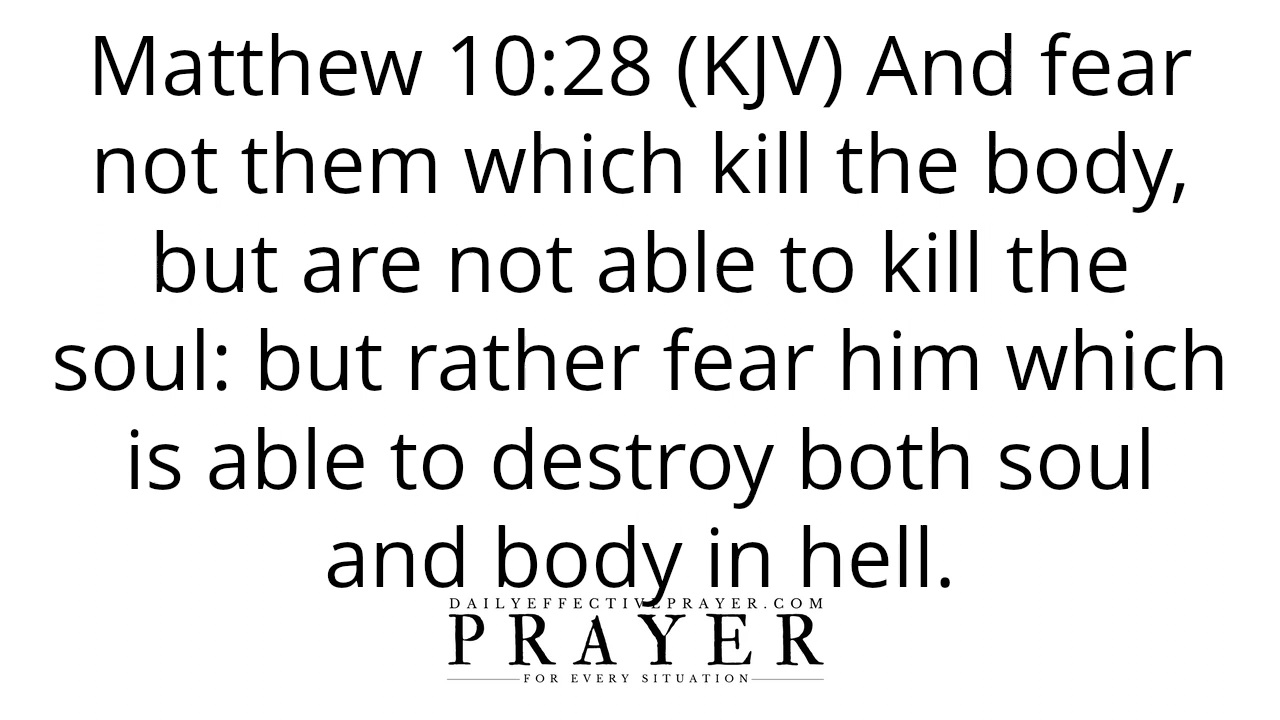 Matthew 10:28 (KJV) And fear
not them which kill the body,
but are not able to kill the
soul: but rather fear him which
is able to destroy both soul
and body in hell.
DAILYEFFECTIVEPRAYER.COM
PRAYER
FOR EVERY SITUATION